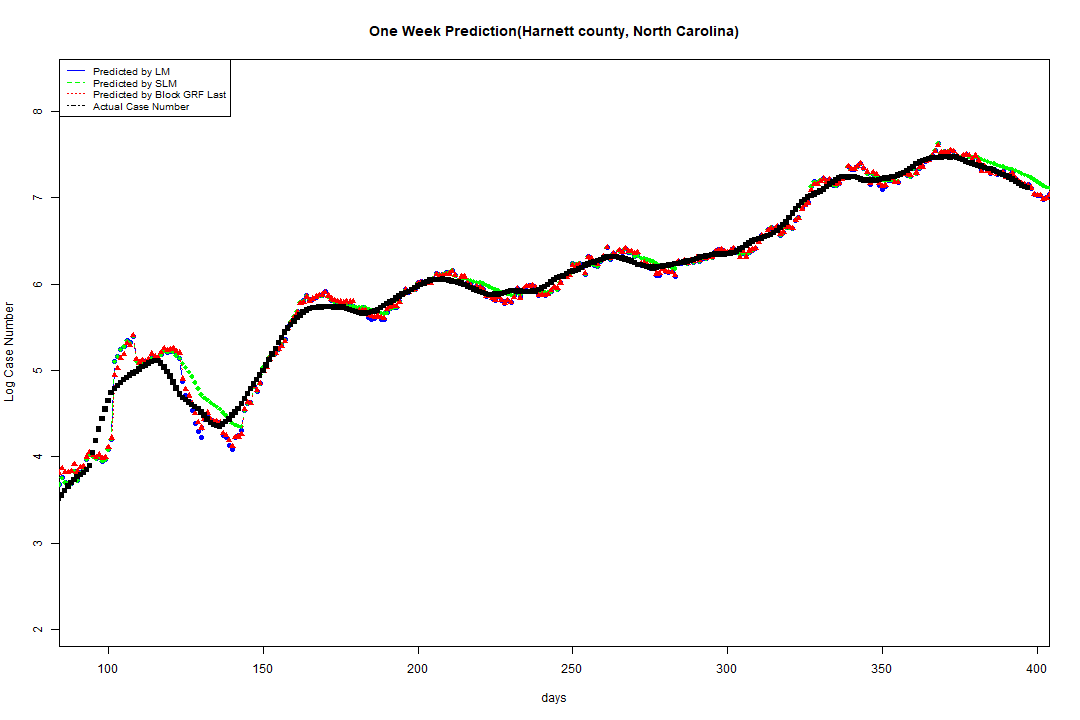 One Week Prediction(Harnett county, North Carolina)
Predicted by LM
Predicted by SLM
Predicted by Block GRF Last
Actual Case Number
8
7
6
5
4
3
2
Log Case Number
100 150 200 250 300 350 400
days